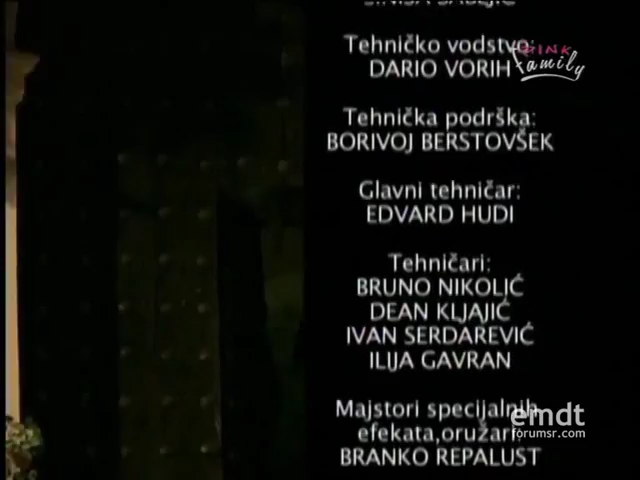 Tehničko vodstvo:
DARIO VORIH
PINK
family
Tehnička podrška:
BORIVOJ BERSTOVŠEK
Glavni tehničar:
EDVARD HUDI
Tehničari:
BRUNO NIKOLIĆ
DEAN KLJAJIĆ
IVAN SERDAREVIĆ
ILIJA GAVRAN
Majstori specijalnih
efekata,oružari:
BRANKO REPALUST
emdt
forumsr.com